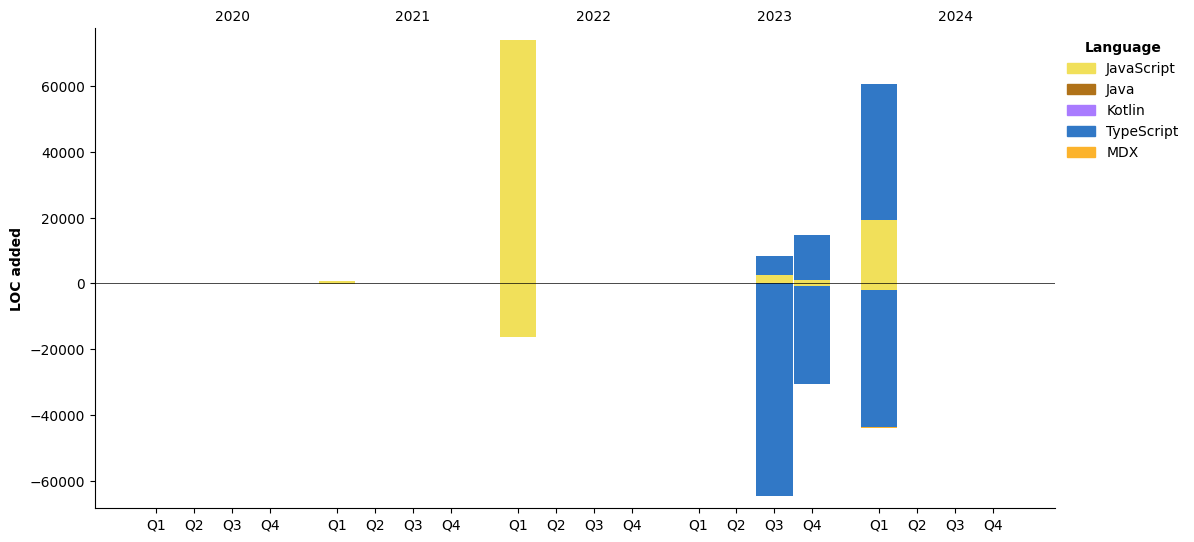 2020 2021 2022 2023 2024
Language
JavaScript
Java
Kotlin
TypeScript
MDX
LOC added
60000
40000
20000
0
−20000
−40000
−60000
Q1 Q2 Q3 Q4 Q1 Q2 Q3 Q4 Q1 Q2 Q3 Q4 Q1 Q2 Q3 Q4 Q1 Q2 Q3 Q4